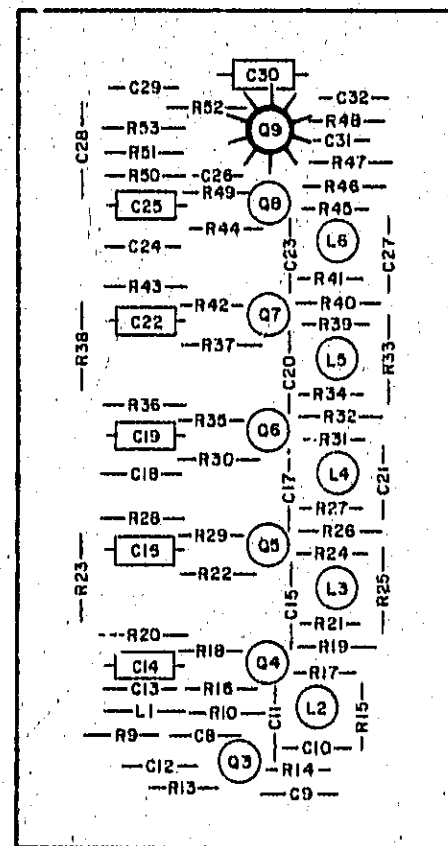 C30
C29 C32
R52
R53 Q9 R48
C28 C31
R51 R47
R50 C26 R46
R49
C25 Q8 R45
R44 L6
C24 C23 C27
R41
R43 R40
R42
C22 Q7 R39
R38 R37 R33
C20 L5
R34
R36 R32
R35
C19 Q6 R31
R30
C18 L4 C21
C17
R27
R28 R26
R29
C16 Q5 R24
R23 R22 L3 R25
C15
R21
R20 R19
R18
C14 Q4 R17
C13 R16
L1 R10 C11 L2 R15
R9 C8
C10
C12 Q3 R14
R13 C9